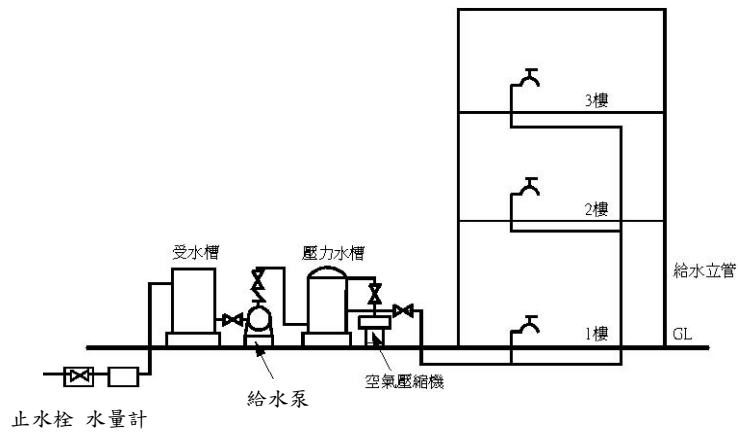 3樓
2樓
受水槽
壓力水槽
給水立管
1樓
GL
空氣壓縮機
給水泵
止水栓 水量計